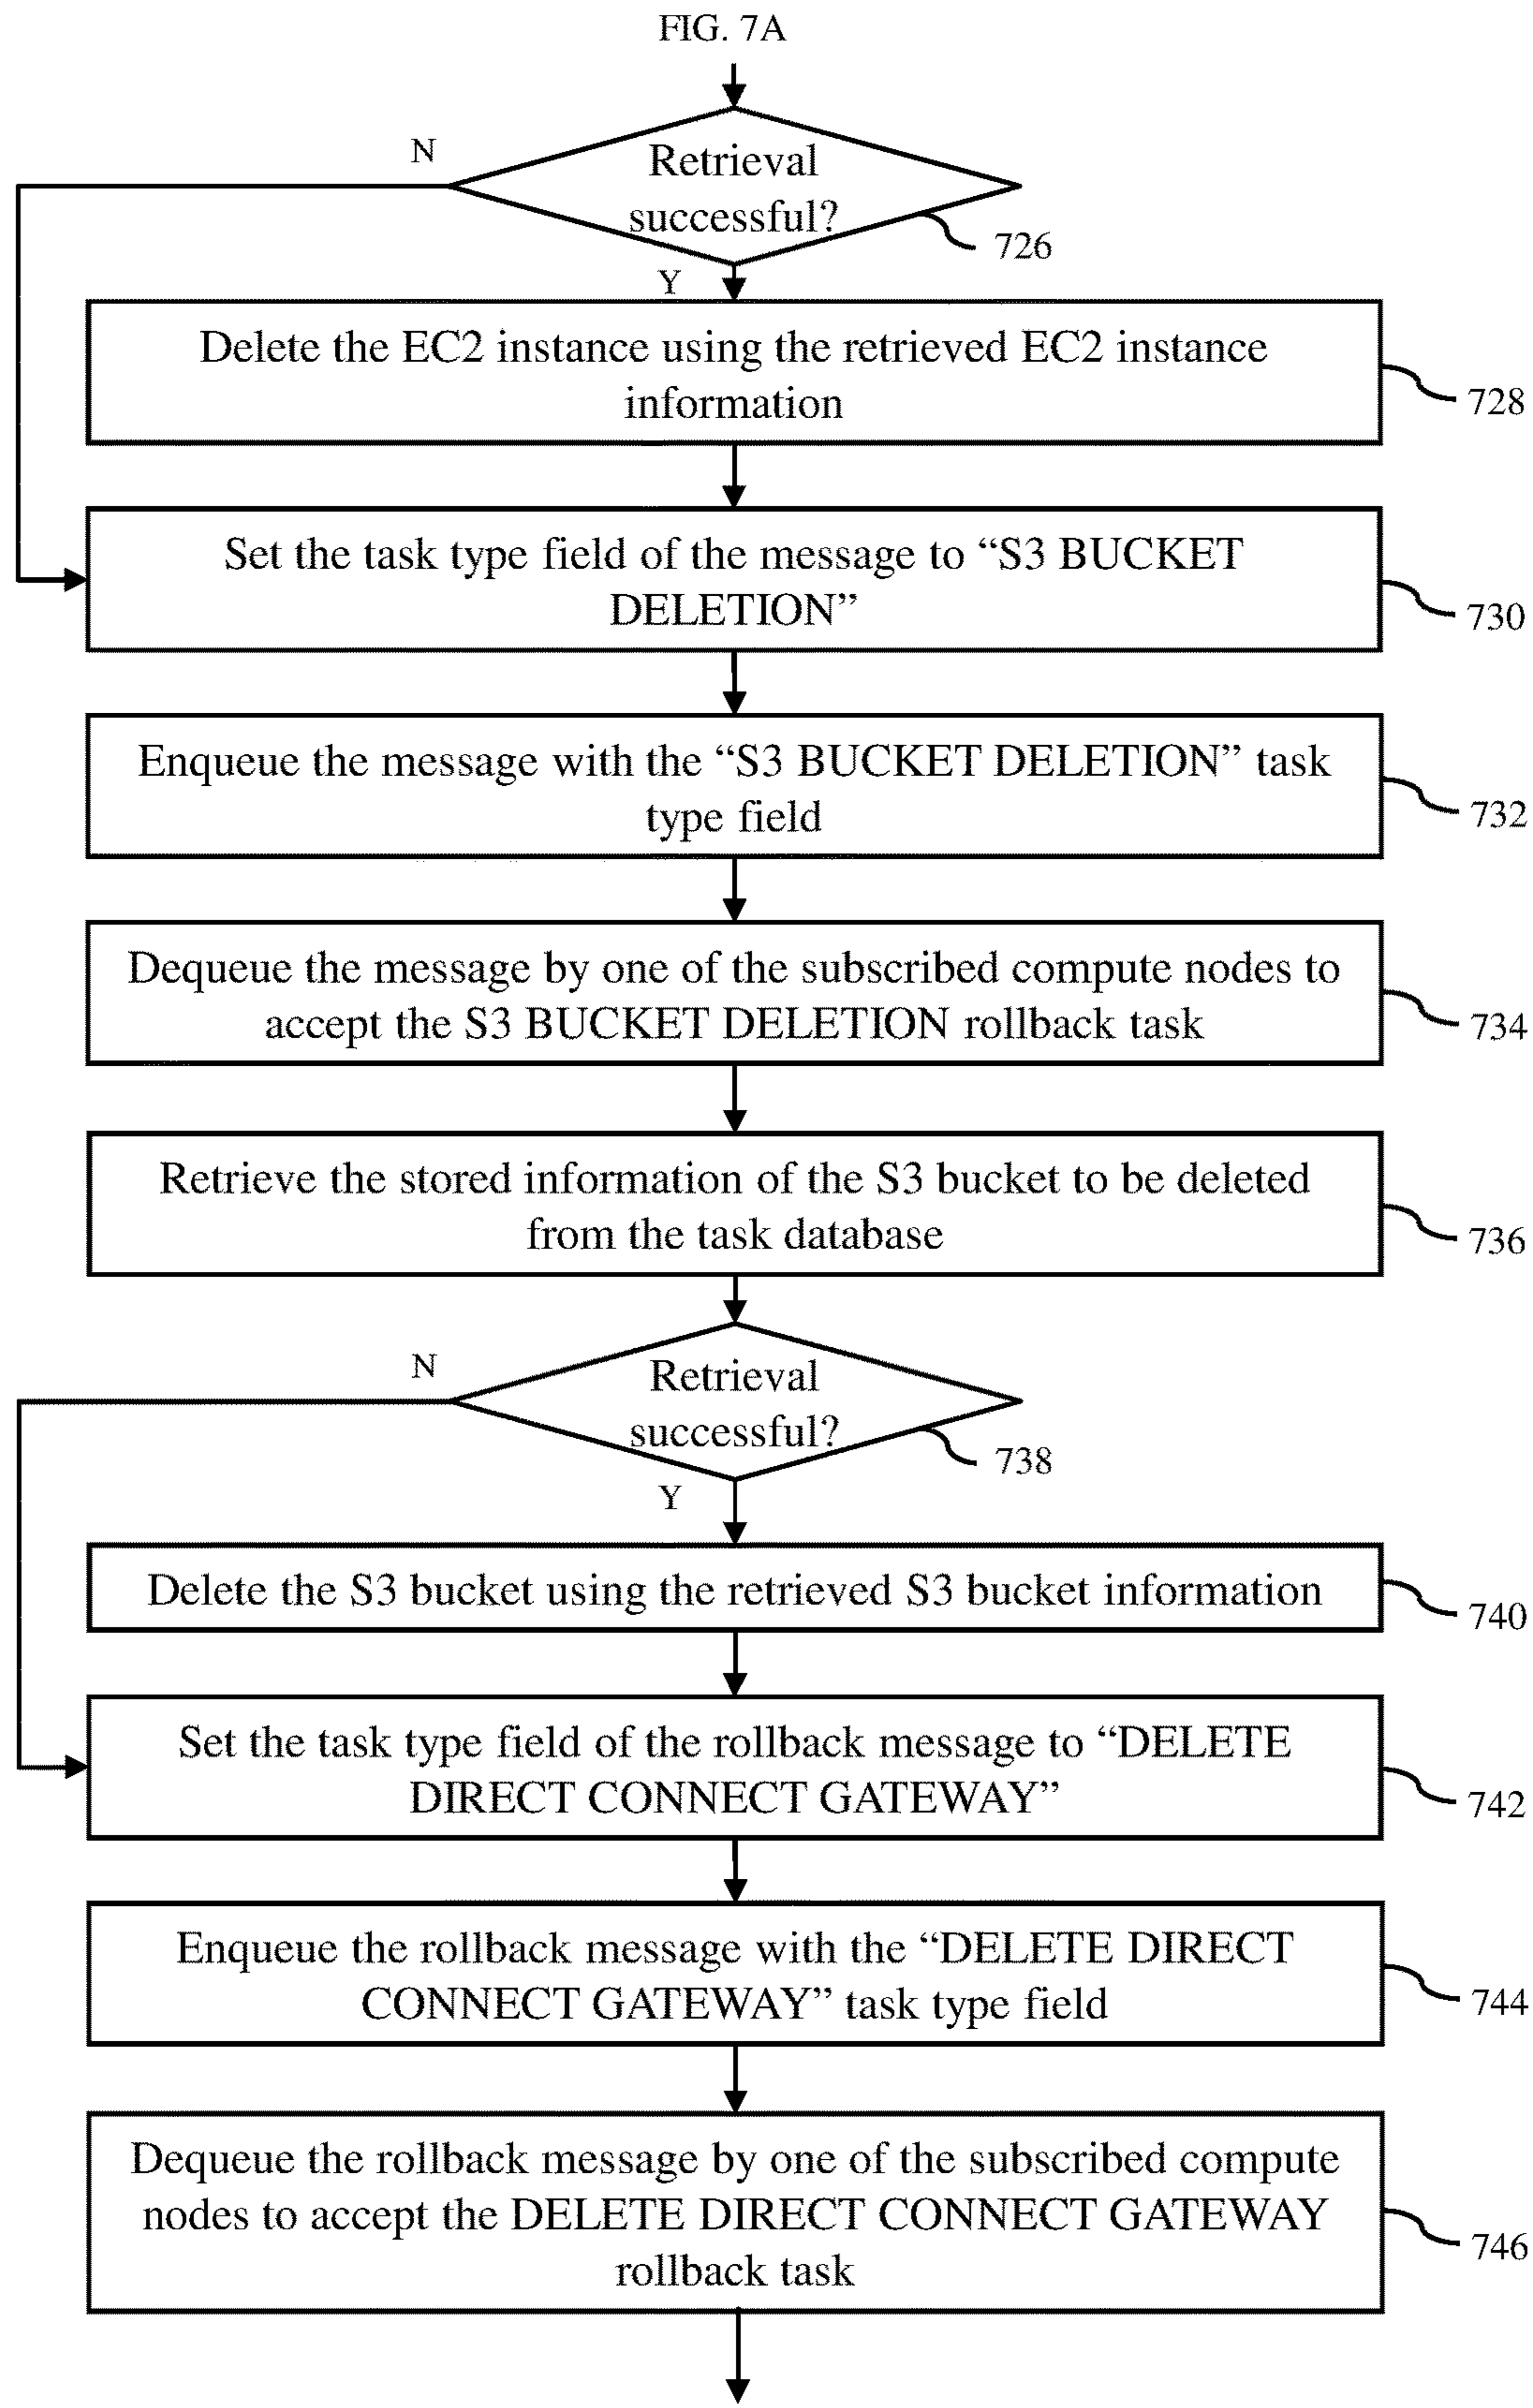 FIG. 7A
N
Retrieval
successful?
726
Y
Delete the EC2 instance using the retrieved EC2 instance
information
728
Set the task type field of the message to “S3 BUCKET
DELETION”
730
Enqueue the message with the “S3 BUCKET DELETION” task
type field
732
Dequeue the message by one of the subscribed compute nodes to
accept the S3 BUCKET DELETION rollback task
734
Retrieve the stored information of the S3 bucket to be deleted
from the task database
736
N
Retrieval
successful?
738
Y
Delete the S3 bucket using the retrieved S3 bucket information
740
Set the task type field of the rollback message to “DELETE
DIRECT CONNECT GATEWAY”
742
Enqueue the rollback message with the “DELETE DIRECT
CONNECT GATEWAY” task type field
744
Dequeue the rollback message by one of the subscribed compute
nodes to accept the DELETE DIRECT CONNECT GATEWAY
rollback task
746